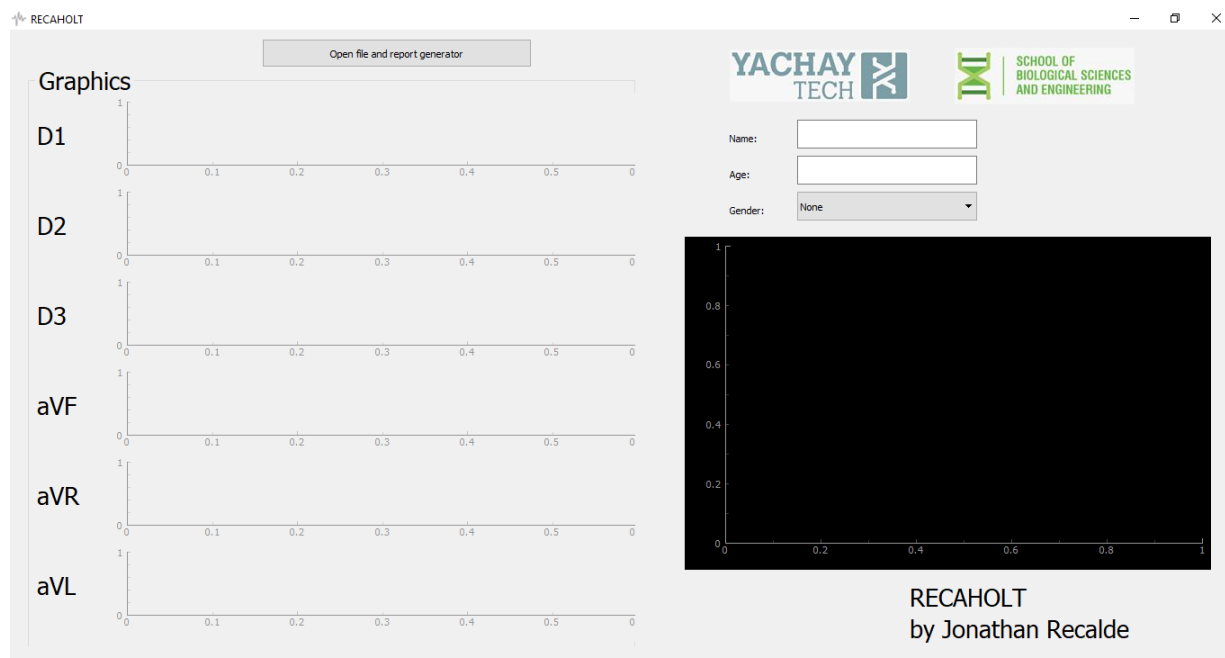 RECAHOLT
Open file and report generator
Graphics
D1
1
0
0 0.1 0.2 0.3 0.4 0.5 0
D2
1
0
0 0.1 0.2 0.3 0.4 0.5 0
D3
1
0
0 0.1 0.2 0.3 0.4 0.5 0
aVF
1
0
0 0.1 0.2 0.3 0.4 0.5 0
aVR
1
0
0 0.1 0.2 0.3 0.4 0.5 0
aVL
1
0
0 0.1 0.2 0.3 0.4 0.5 0
YACHAY
TECH
SCHOOL OF
BIOLOGICAL SCIENCES
AND ENGINEERING
Name:
Age:
Gender: None
1
0.8
0.6
0.4
0.2
0
0 0.2 0.4 0.6 0.8 1
RECAHOLT
by Jonathan Recalde